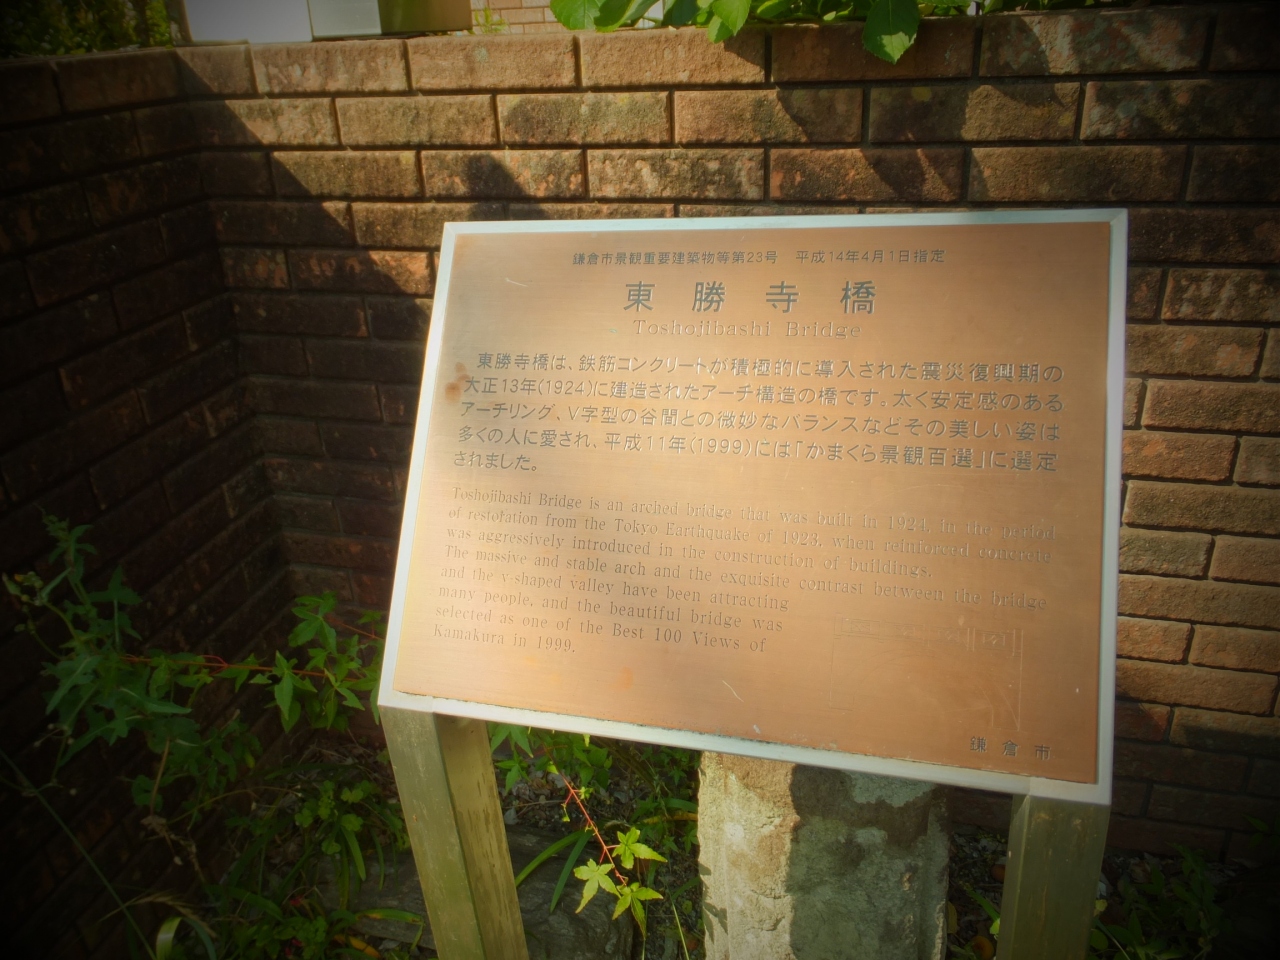 鎌倉市景観重要建築物等第23号　平成14年4月1日指定
東勝寺橋
Toshojibashi Bridge
東勝寺橋は、鉄筋コンクリートが積極的に導入された震災復興期の
大正13年(1924)に建造されたアーチ構造の橋です。太く安定感のある
アーチリング、V字型の谷間との微妙なバランスなどその美しい姿は
多くの人に愛され、平成11年(1999)には「かまくら景観百選」に選定
されました。
Toshojibashi Bridge is an arched bridge that was built in 1924, in the period
of restoration from the Tokyo Earthquake of 1923, when reinforced concrete
was aggressively introduced in the construction of buildings.
The massive and stable arch and the exquisite contrast between the bridge
and the v-shaped valley have been attracting
many people, and the beautiful bridge was
selected as one of the Best 100 Views of
Kamakura in 1999.
鎌倉市